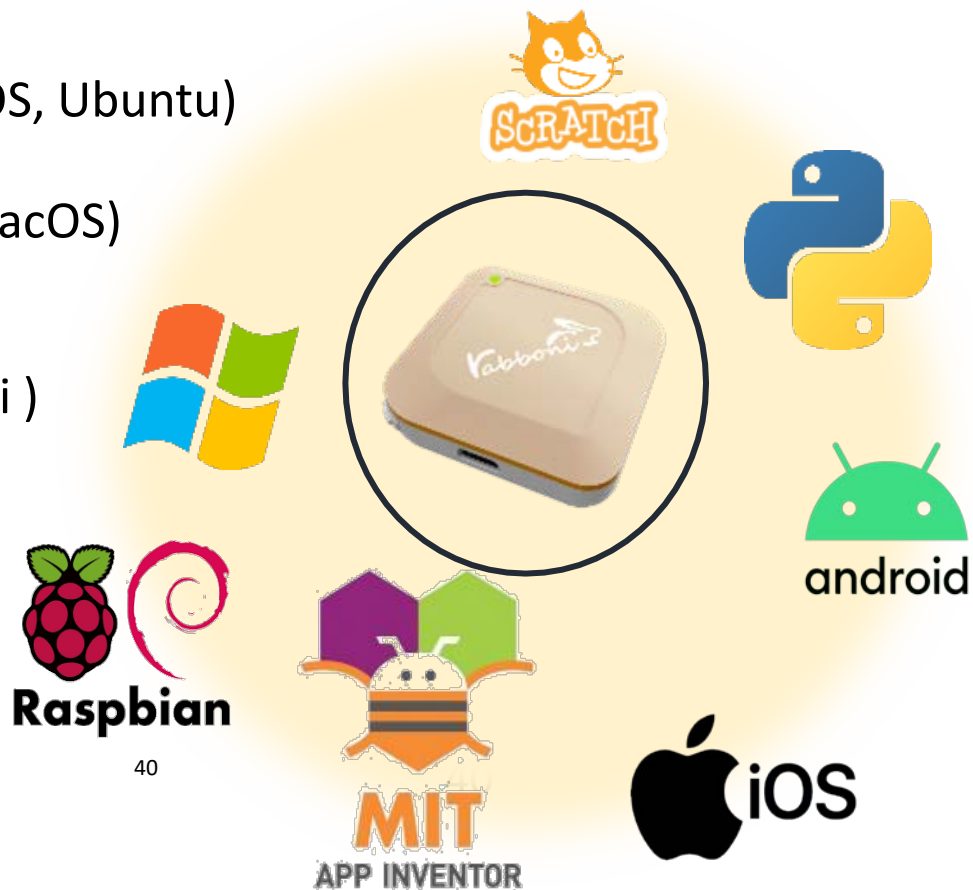 OS, Ubuntu)
acOS)
i )
SCRATCH
rabboni
android
Raspbian
40
iOS
MIT
APP INVENTOR